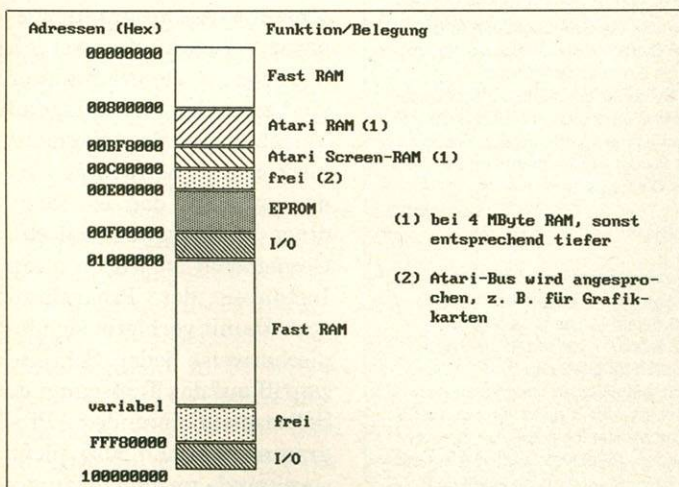 Adressen (Hex)
Funktion/Belegung
00000000
Fast RAM
00800000
Atari RAM (1)
00BF8000
Atari Screen-RAM (1)
00C00000
frei (2)
00E00000
EPROM
00F00000
I/O
01000000
Fast RAM
variabel
frei
FFF80000
I/O
100000000
(1) bei 4 MByte RAM, sonst
entsprechend tiefer
(2) Atari-Bus wird angespro-
chen, z. B. für Grafik-
karten